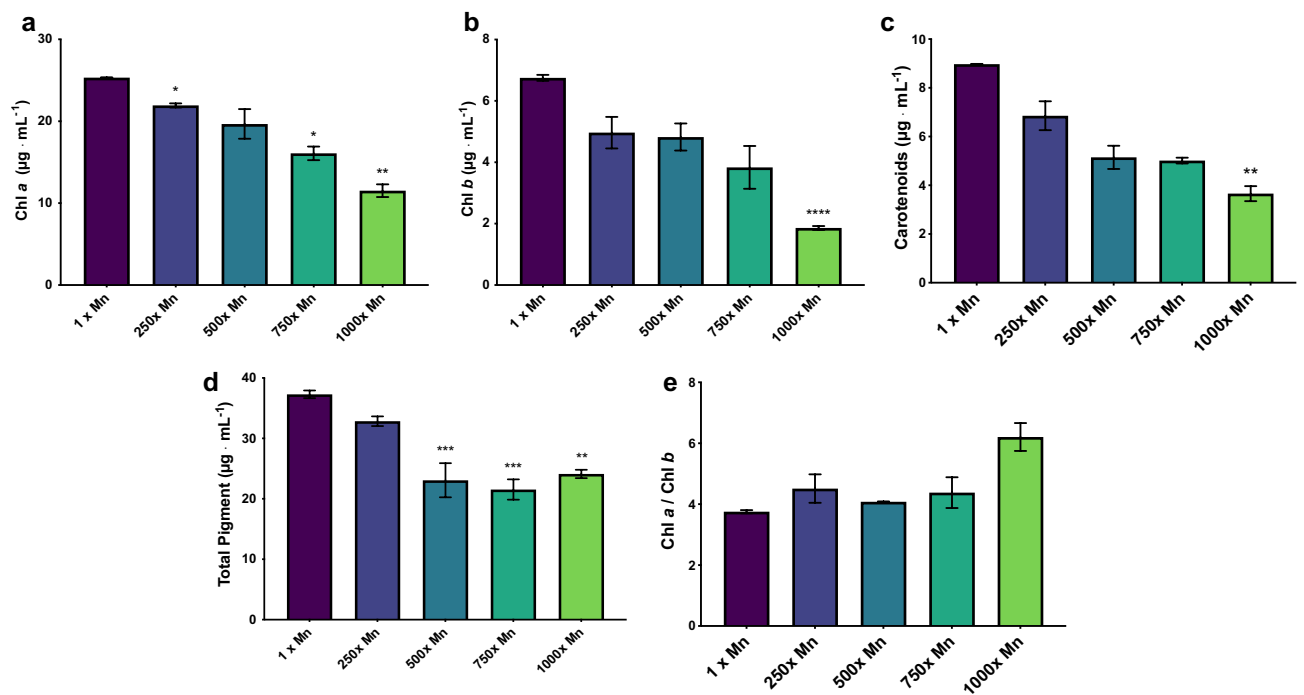 a
Chl a (µg · mL-1)
30
20
10
0
*
*
**
1 x Mn
250x Mn
500x Mn
750x Mn
1000x Mn
b
Chl b (µg · mL-1)
8
6
4
2
0
****
1 x Mn
250x Mn
500x Mn
750x Mn
1000x Mn
c
Carotenoids (µg · mL-1)
10
8
6
4
2
0
**
1 x Mn
250x Mn
500x Mn
750x Mn
1000x Mn
d
Total Pigment (µg · mL-1)
40
30
20
10
0
***
***
**
1 x Mn
250x Mn
500x Mn
750x Mn
1000x Mn
e
Chl a / Chl b
8
6
4
2
0
1 x Mn
250x Mn
500x Mn
750x Mn
1000x Mn